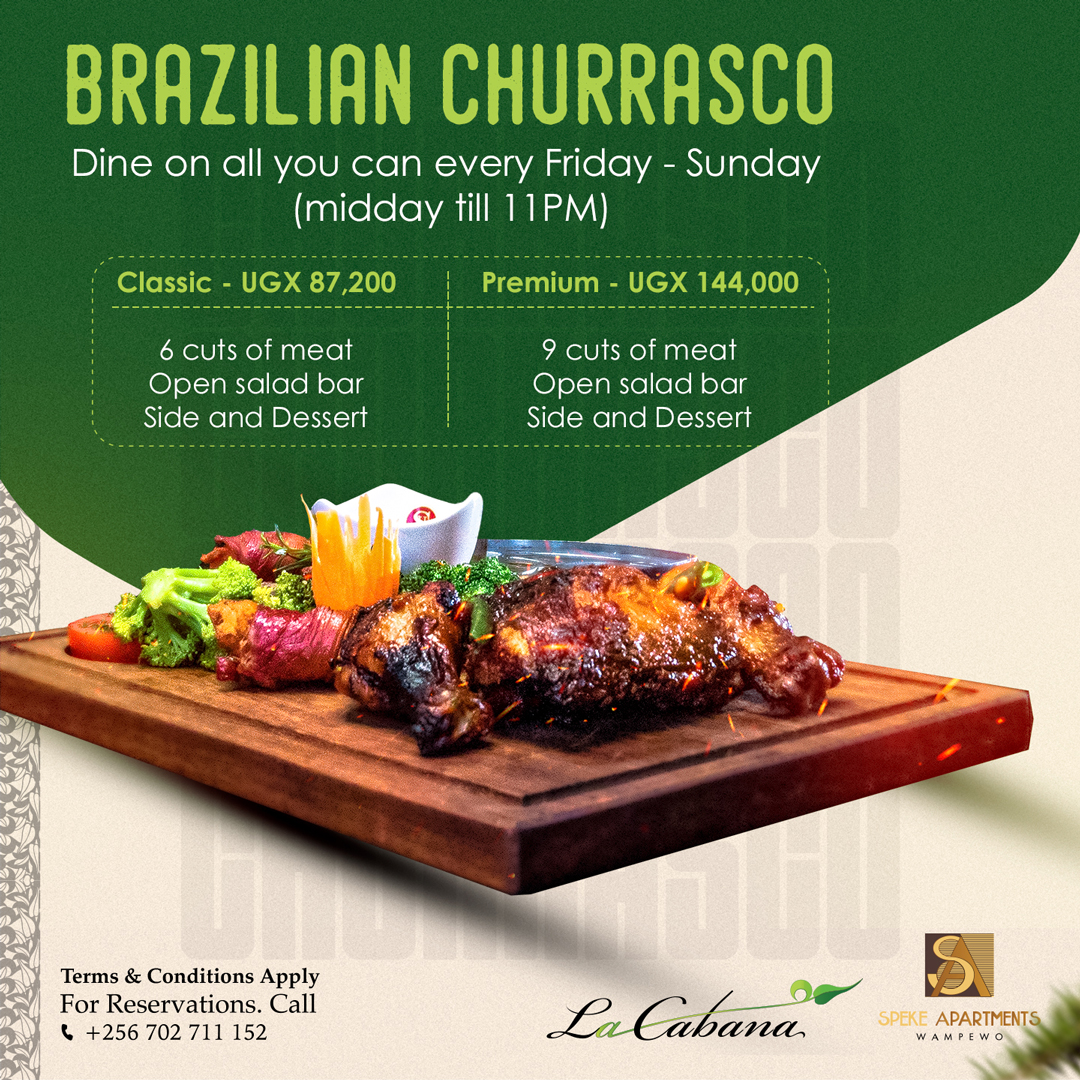 BRAZILIAN CHURRASCO
Dine on all you can every Friday - Sunday
(midday till 11PM)
Classic - UGX 87,200
6 cuts of meat
Open salad bar
Side and Dessert
Premium - UGX 144,000
9 cuts of meat
Open salad bar
Side and Dessert
Terms & Conditions Apply
For Reservations. Call
+256 702 711 152
La Cabana
SA
SPEKE APARTMENTS
WAMPEWO